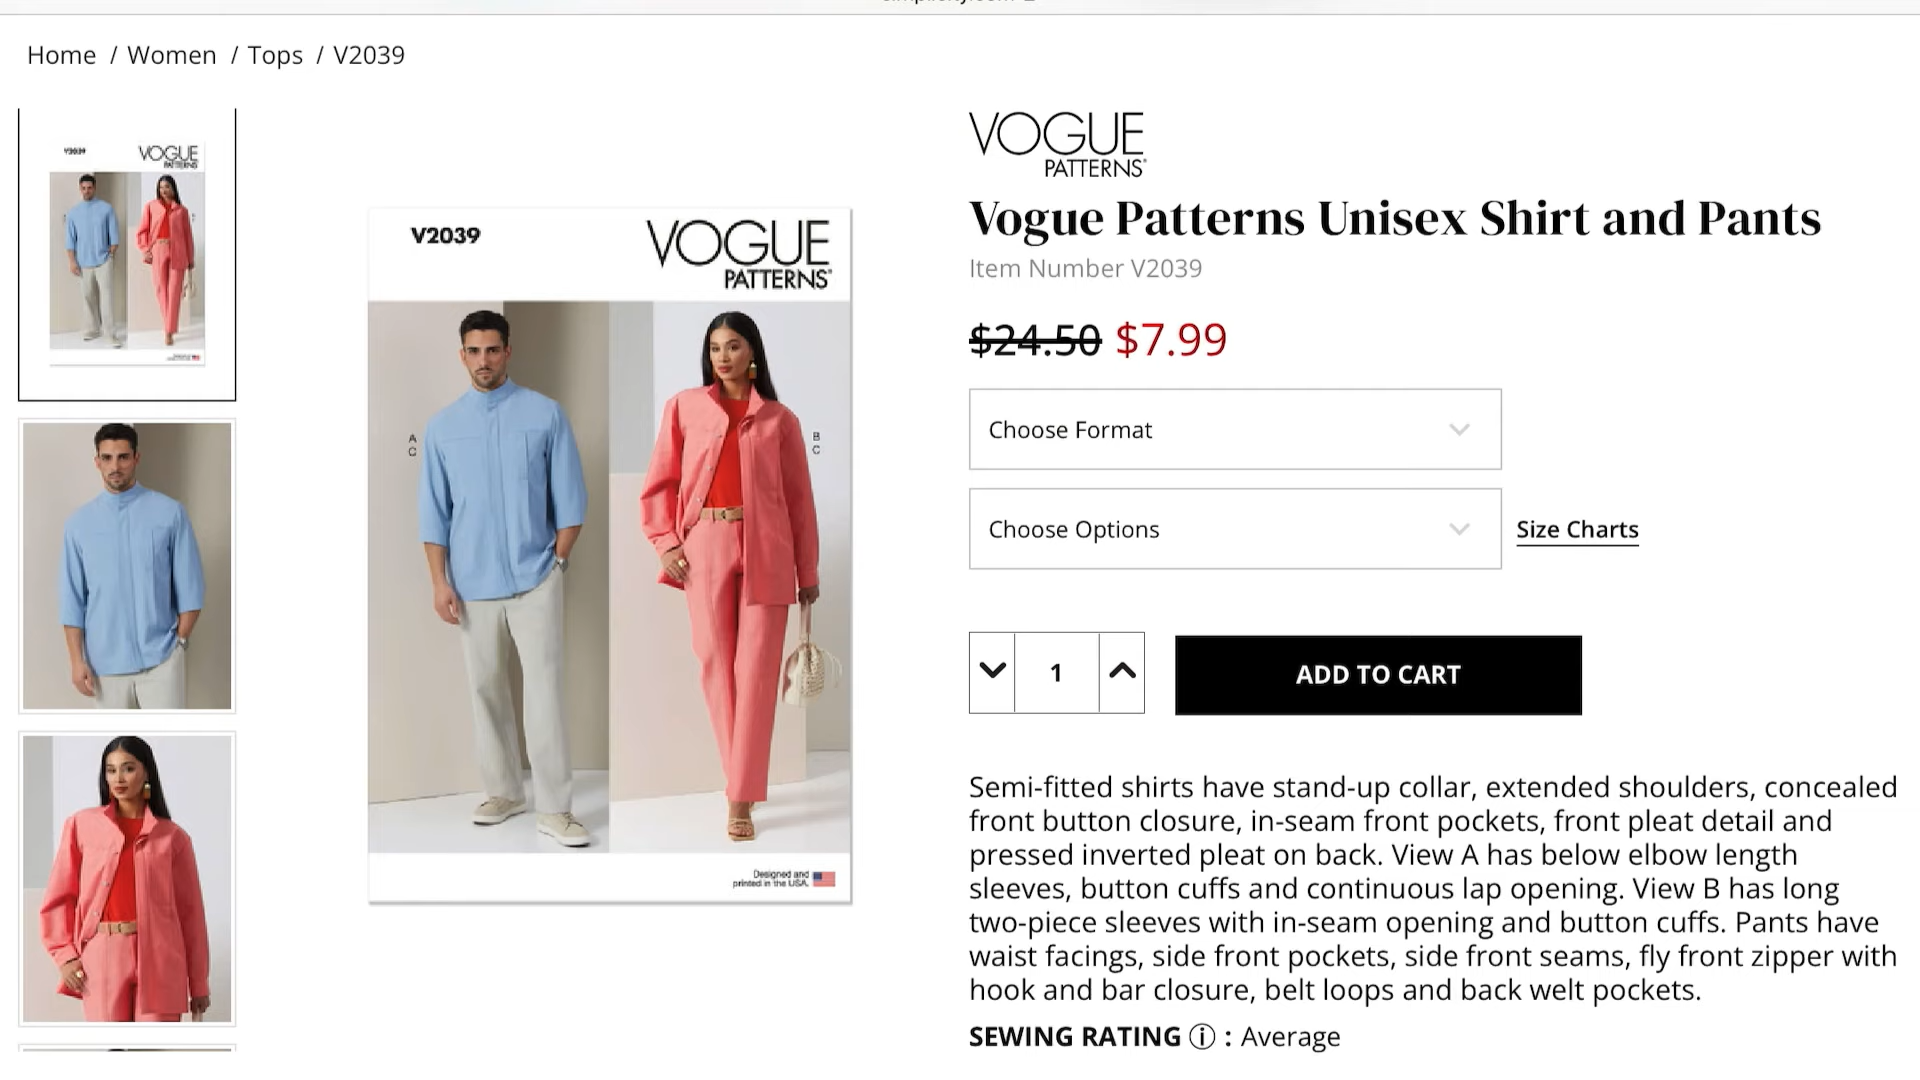 Home / Women / Tops / V2039
V2039
VOGUE
PATTERNS
V2039
VOGUE
PATTERNS
A
C
B
C
Designed and
printed in the USA.
VOGUE
PATTERNS
Vogue Patterns Unisex Shirt and Pants
Item Number V2039
$24.50 $7.99
Choose Format
Choose Options
Size Charts
1
ADD TO CART
Semi-fitted shirts have stand-up collar, extended shoulders, concealed
front button closure, in-seam front pockets, front pleat detail and
pressed inverted pleat on back. View A has below elbow length
sleeves, button cuffs and continuous lap opening. View B has long
two-piece sleeves with in-seam opening and button cuffs. Pants have
waist facings, side front pockets, side front seams, fly front zipper with
hook and bar closure, belt loops and back welt pockets.
SEWING RATING ⓘ : Average